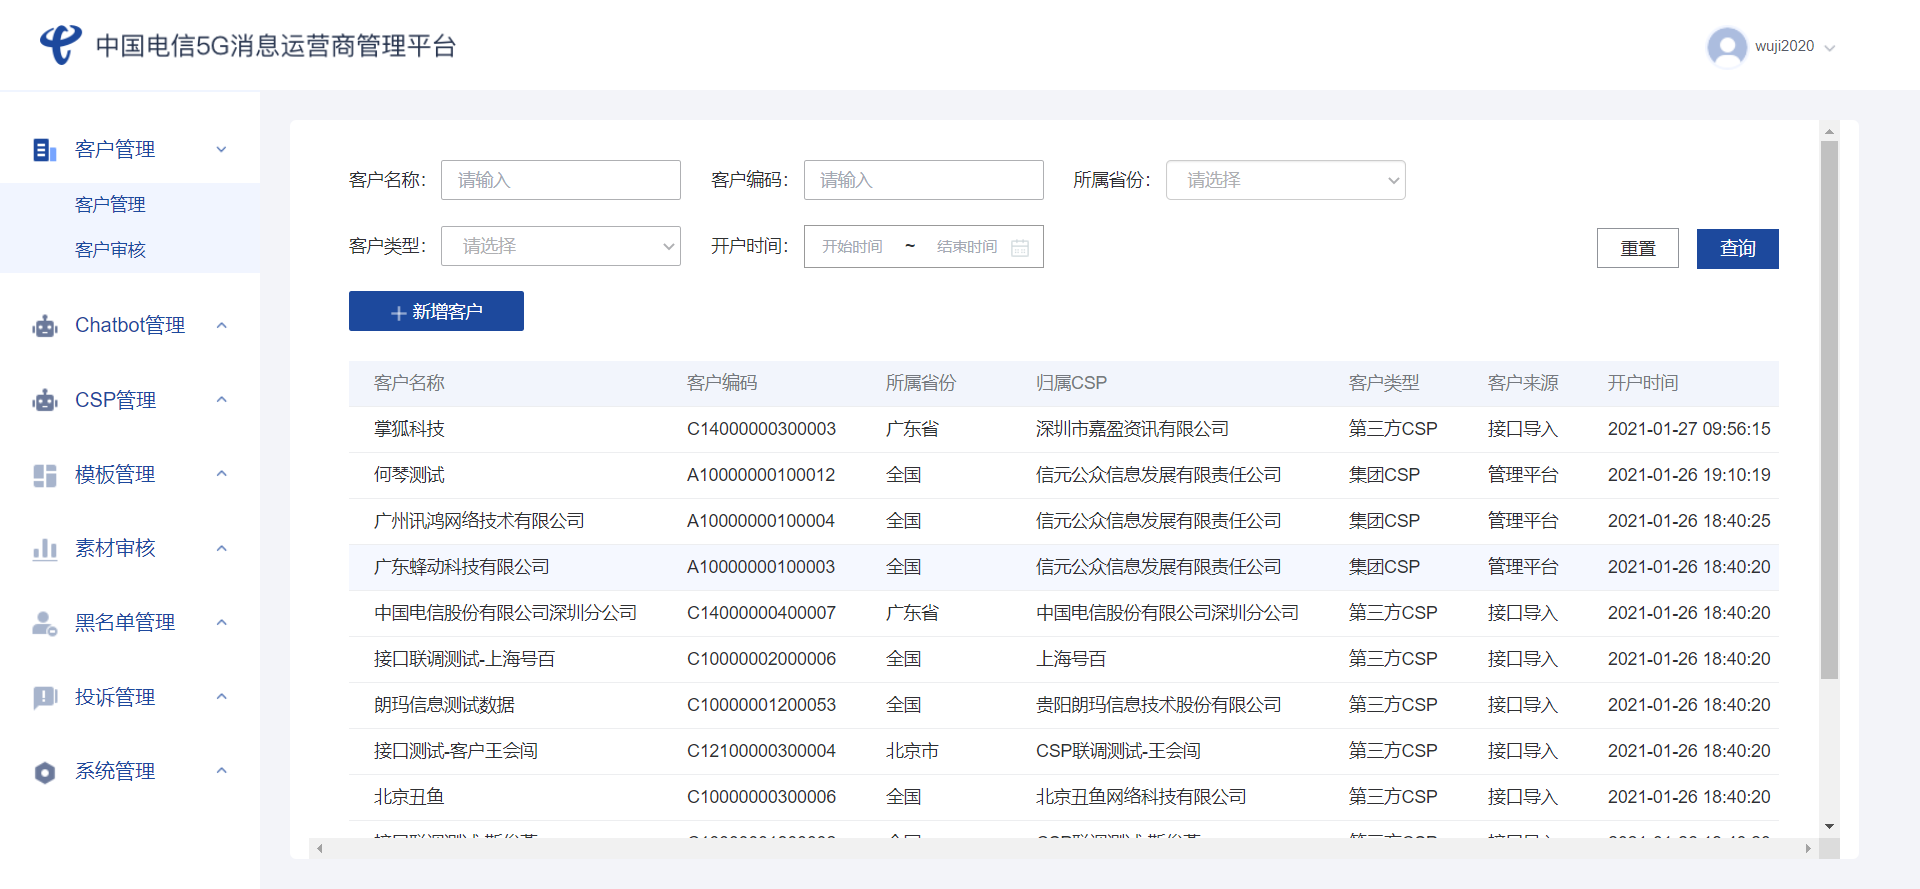 中国电信5G消息运营商管理平台
wuji2020
客户管理
客户管理
客户审核
Chatbot管理
CSP管理
模板管理
素材审核
黑名单管理
投诉管理
系统管理
客户名称: 请输入 客户编码: 请输入 所属省份: 请选择
客户类型: 请选择 开户时间: 开始时间 ~ 结束时间 重置 查询
新增客户
客户名称 客户编码 所属省份 归属CSP 客户类型 客户来源 开户时间
掌狐科技 C14000000300003 广东省 深圳市嘉盈资讯有限公司 第三方CSP 接口导入 2021-01-27 09:56:15
何琴测试 A10000000100012 全国 信元公众信息发展有限责任公司 集团CSP 管理平台 2021-01-26 19:10:19
广州讯鸿网络技术有限公司 A10000000100004 全国 信元公众信息发展有限责任公司 集团CSP 管理平台 2021-01-26 18:40:25
广东蜂动科技有限公司 A10000000100003 全国 信元公众信息发展有限责任公司 集团CSP 管理平台 2021-01-26 18:40:20
中国电信股份有限公司深圳分公司 C14000000400007 广东省 中国电信股份有限公司深圳分公司 第三方CSP 接口导入 2021-01-26 18:40:20
接口联调测试-上海号百 C10000002000006 全国 上海号百 第三方CSP 接口导入 2021-01-26 18:40:20
朗玛信息测试数据 C10000001200053 全国 贵阳朗玛信息技术股份有限公司 第三方CSP 接口导入 2021-01-26 18:40:20
接口测试-客户王会闯 C12100000300004 北京市 CSP联调测试-王会闯 第三方CSP 接口导入 2021-01-26 18:40:20
北京丑鱼 C10000000300006 全国 北京丑鱼网络科技有限公司 第三方CSP 接口导入 2021-01-26 18:40:20